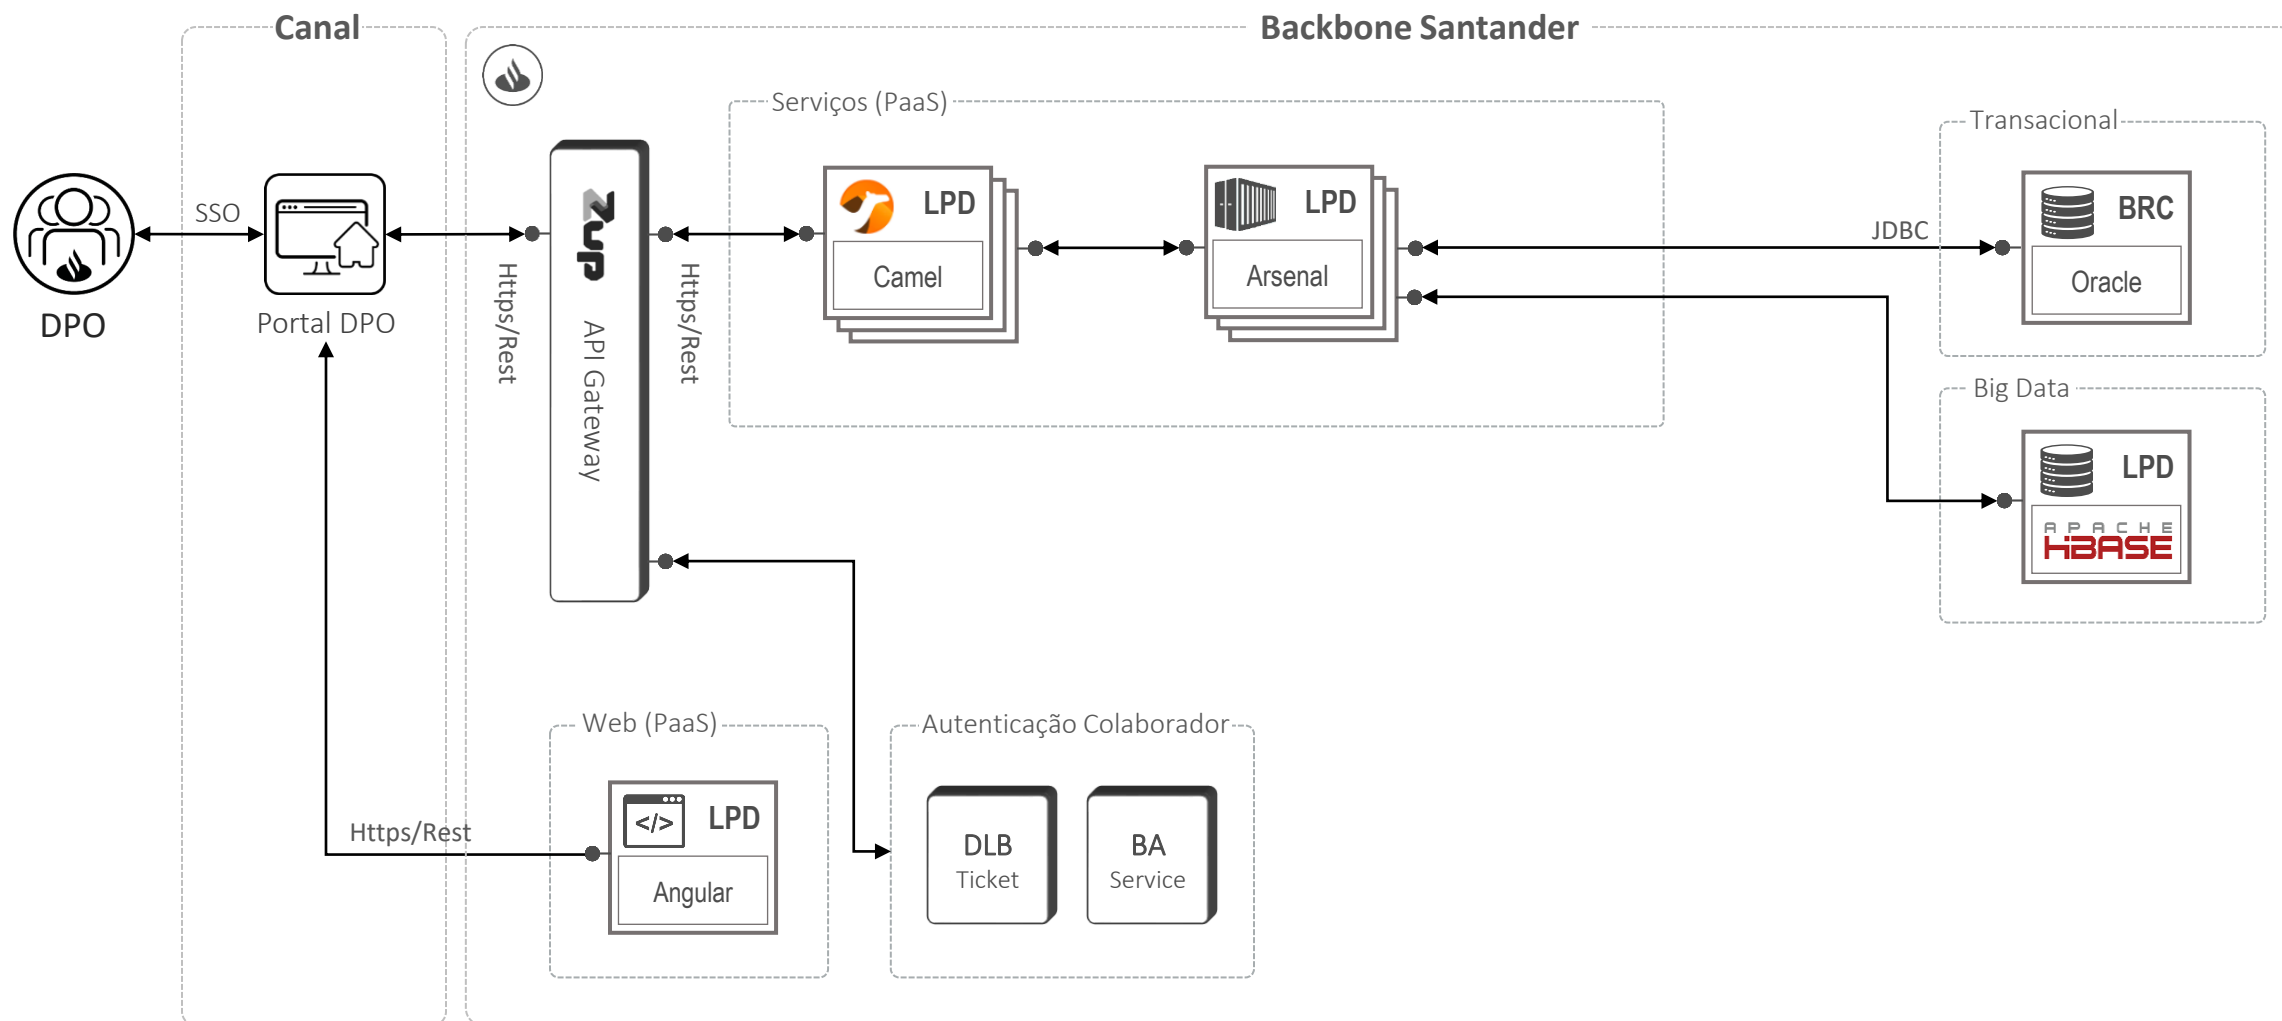 Canal
Backbone Santander
Serviços (PaaS)
Transacional
SSO
DPO
Portal DPO
Https/Rest
zup
API Gateway
Https/Rest
LPD
Camel
LPD
Arsenal
JDBC
BRC
Oracle
Big Data
LPD
APACHE
HBASE
Web (PaaS)
Autenticação Colaborador
Https/Rest
</>
LPD
Angular
DLB
Ticket
BA
Service